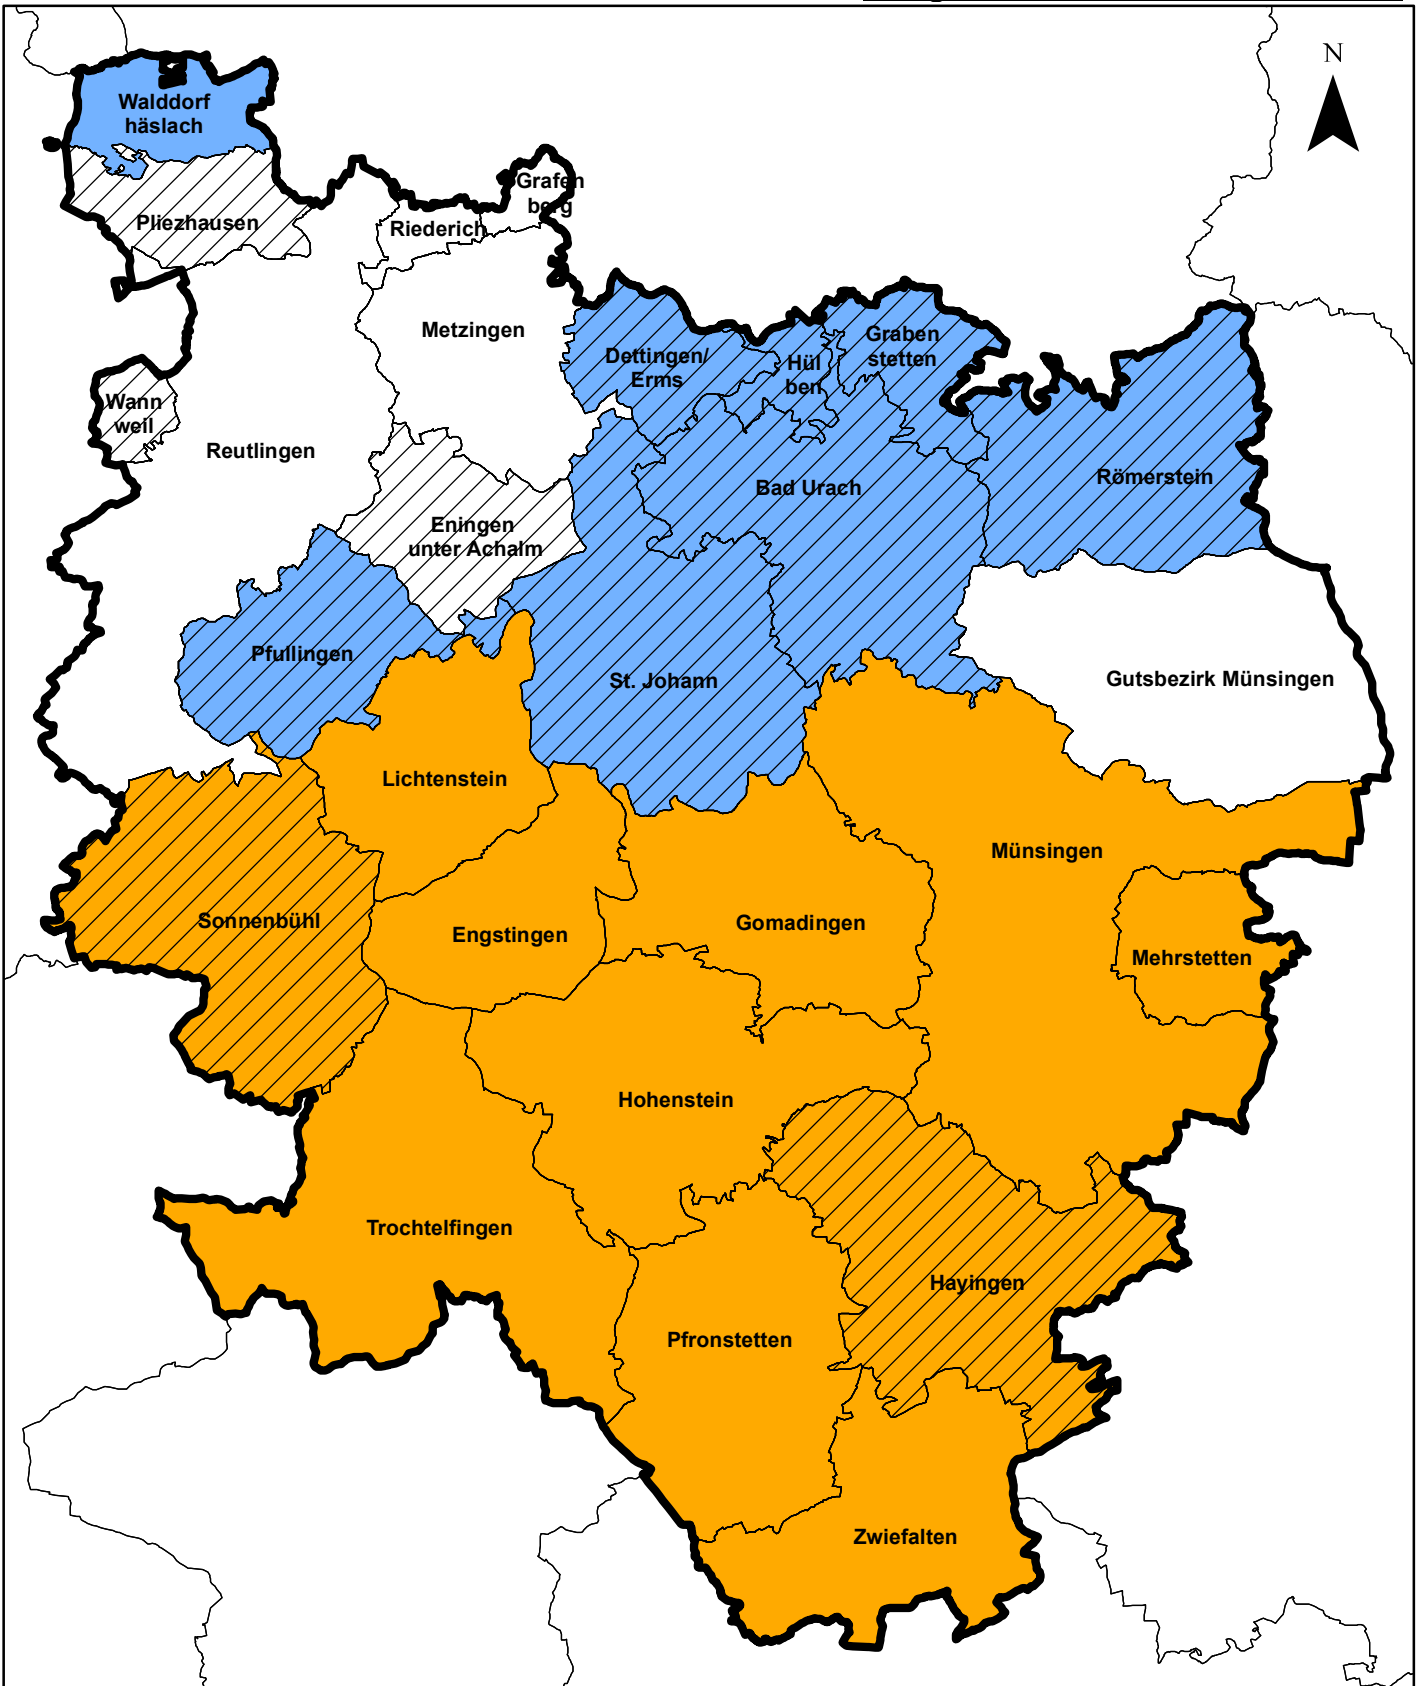 N
Walddorf
häslach
Grafen
berg
Pliezhausen
Riederich
Metzingen
Graben
stetten
Dettingen/
Erms
Hül
ben
Wann
weil
Reutlingen
Römerstein
Bad Urach
Eningen
unter Achalm
Pfullingen
St. Johann
Gutsbezirk Münsingen
Lichtenstein
Münsingen
Sonnenbühl
Engstingen
Gomadingen
Mehrstetten
Hohenstein
Trochtelfingen
Hayingen
Pfronstetten
Zwiefalten